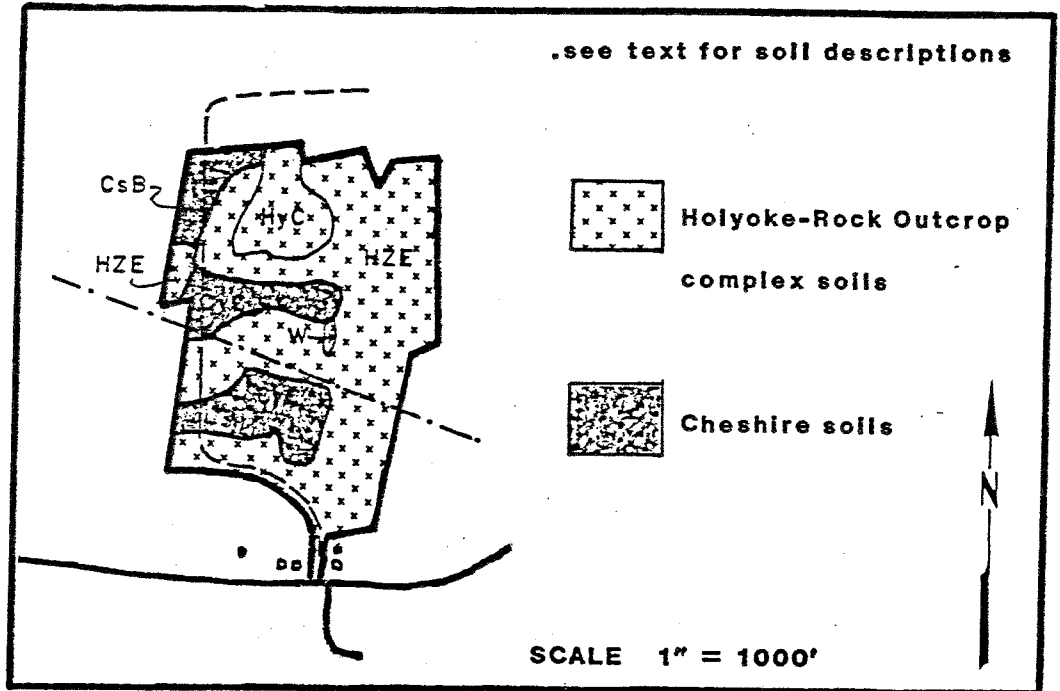 .see text for soil descriptions
CsB
HyC
HZE
HZE
W
Holyoke-Rock Outcrop
complex soils
Cheshire soils
N
SCALE 1" = 1000'